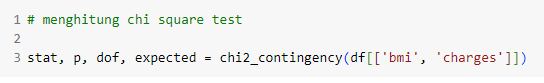 1 # menghitung chi square test
2
3 stat, p, dof, expected = chi2_contingency(df[['bmi', 'charges']])